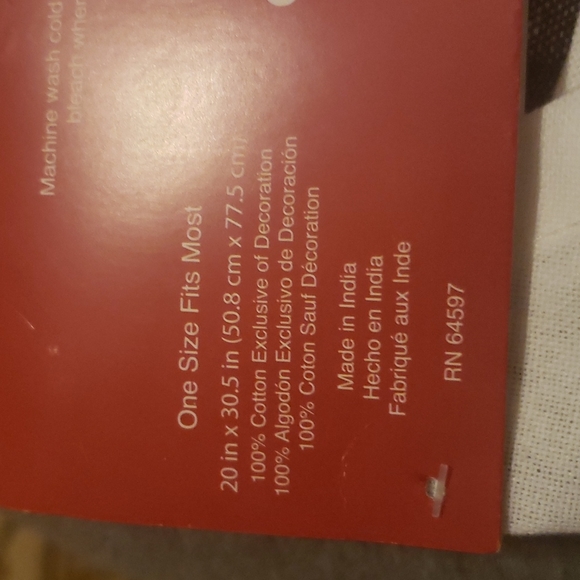 Machine wash cold
bleach when
One Size Fits Most
20 in x 30.5 in (50.8 cm x 77.5 cm)
100% Cotton Exclusive of Decoration
100% Algodón Exclusivo de Decoración
100% Coton Sauf Décoration
Made in India
Hecho en India
Fabriqué aux Inde
RN 64597